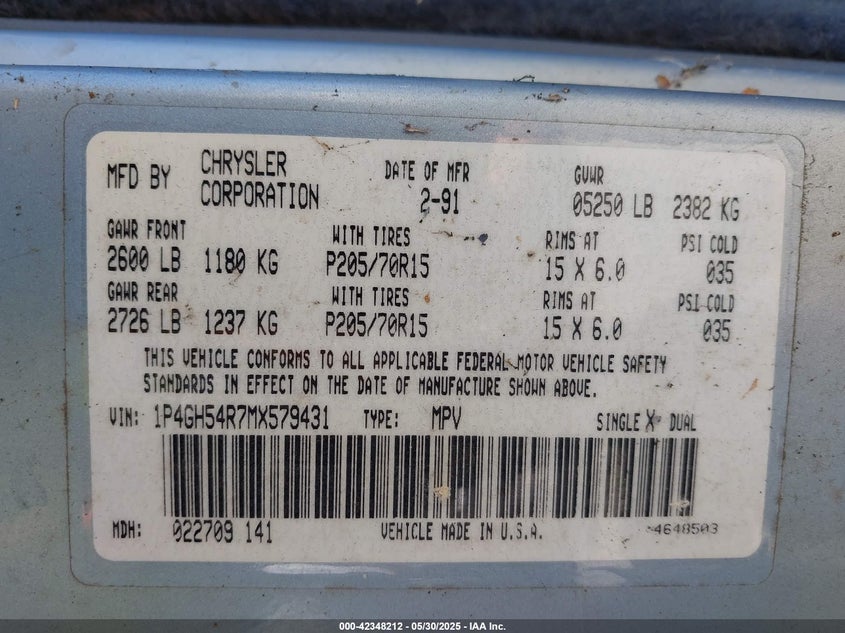 MFD BY CHRYSLER CORPORATION DATE OF MFR 2-91 GVWR 05250 LB 2382 KG
GAWR FRONT WITH TIRES RIMS AT PSI COLD
2600 LB 1180 KG P205/70R15 15 X 6.0 035
GAWR REAR WITH TIRES RIMS AT PSI COLD
2726 LB 1237 KG P205/70R15 15 X 6.0 035
THIS VEHICLE CONFORMS TO ALL APPLICABLE FEDERAL MOTOR VEHICLE SAFETY
STANDARDS IN EFFECT ON THE DATE OF MANUFACTURE SHOWN ABOVE.
VIN: 1P4GH54R7MX579431 TYPE: MPV SINGLE X DUAL
MDH: 022709 141 VEHICLE MADE IN U.S.A. 4648503
000-42348212 - 05/30/2025 - IAA Inc.